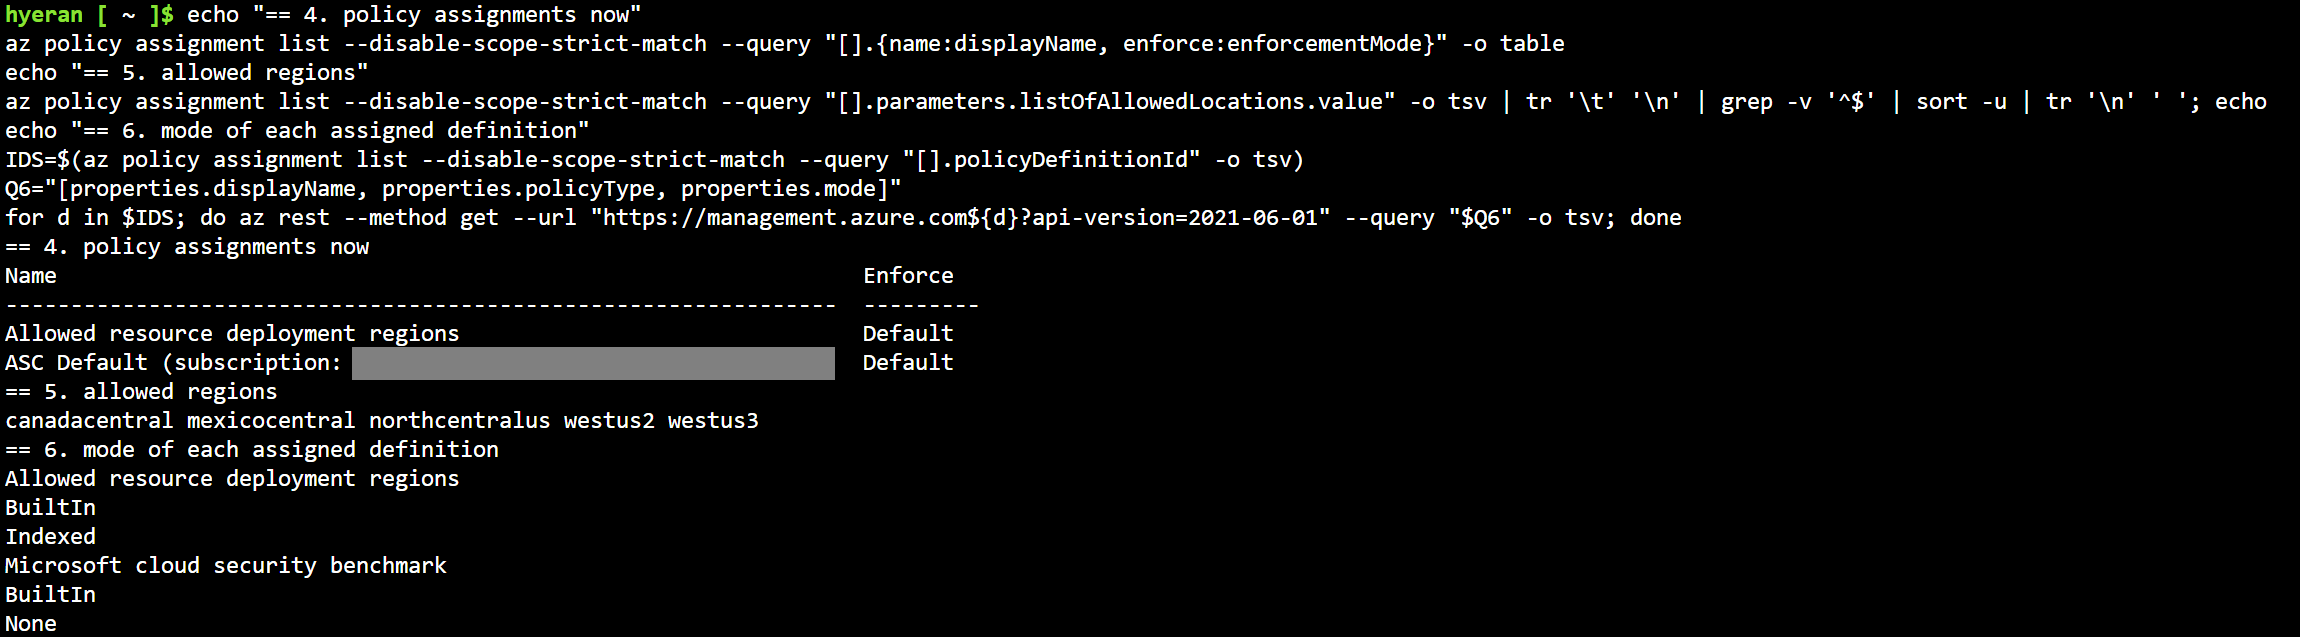 hyeran [ ~ ]$ echo "== 4. policy assignments now"
az policy assignment list --disable-scope-strict-match --query "[].{name:displayName, enforce:enforcementMode}" -o table
echo "== 5. allowed regions"
az policy assignment list --disable-scope-strict-match --query "[].parameters.listOfAllowedLocations.value" -o tsv | tr '\t' '\n' | grep -v '^$' | sort -u | tr '\n' ' '; echo
echo "== 6. mode of each assigned definition"
IDS=$(az policy assignment list --disable-scope-strict-match --query "[].policyDefinitionId" -o tsv)
Q6="[properties.displayName, properties.policyType, properties.mode]"
for d in $IDS; do az rest --method get --url "https://management.azure.com${d}?api-version=2021-06-01" --query "$Q6" -o tsv; done
== 4. policy assignments now
Name                                                              Enforce
----------------------------------------------------------------  ---------
Allowed resource deployment regions                               Default
ASC Default (subscription:                                        Default
== 5. allowed regions
canadacentral mexicocentral northcentralus westus2 westus3
== 6. mode of each assigned definition
Allowed resource deployment regions
BuiltIn
Indexed
Microsoft cloud security benchmark
BuiltIn
None